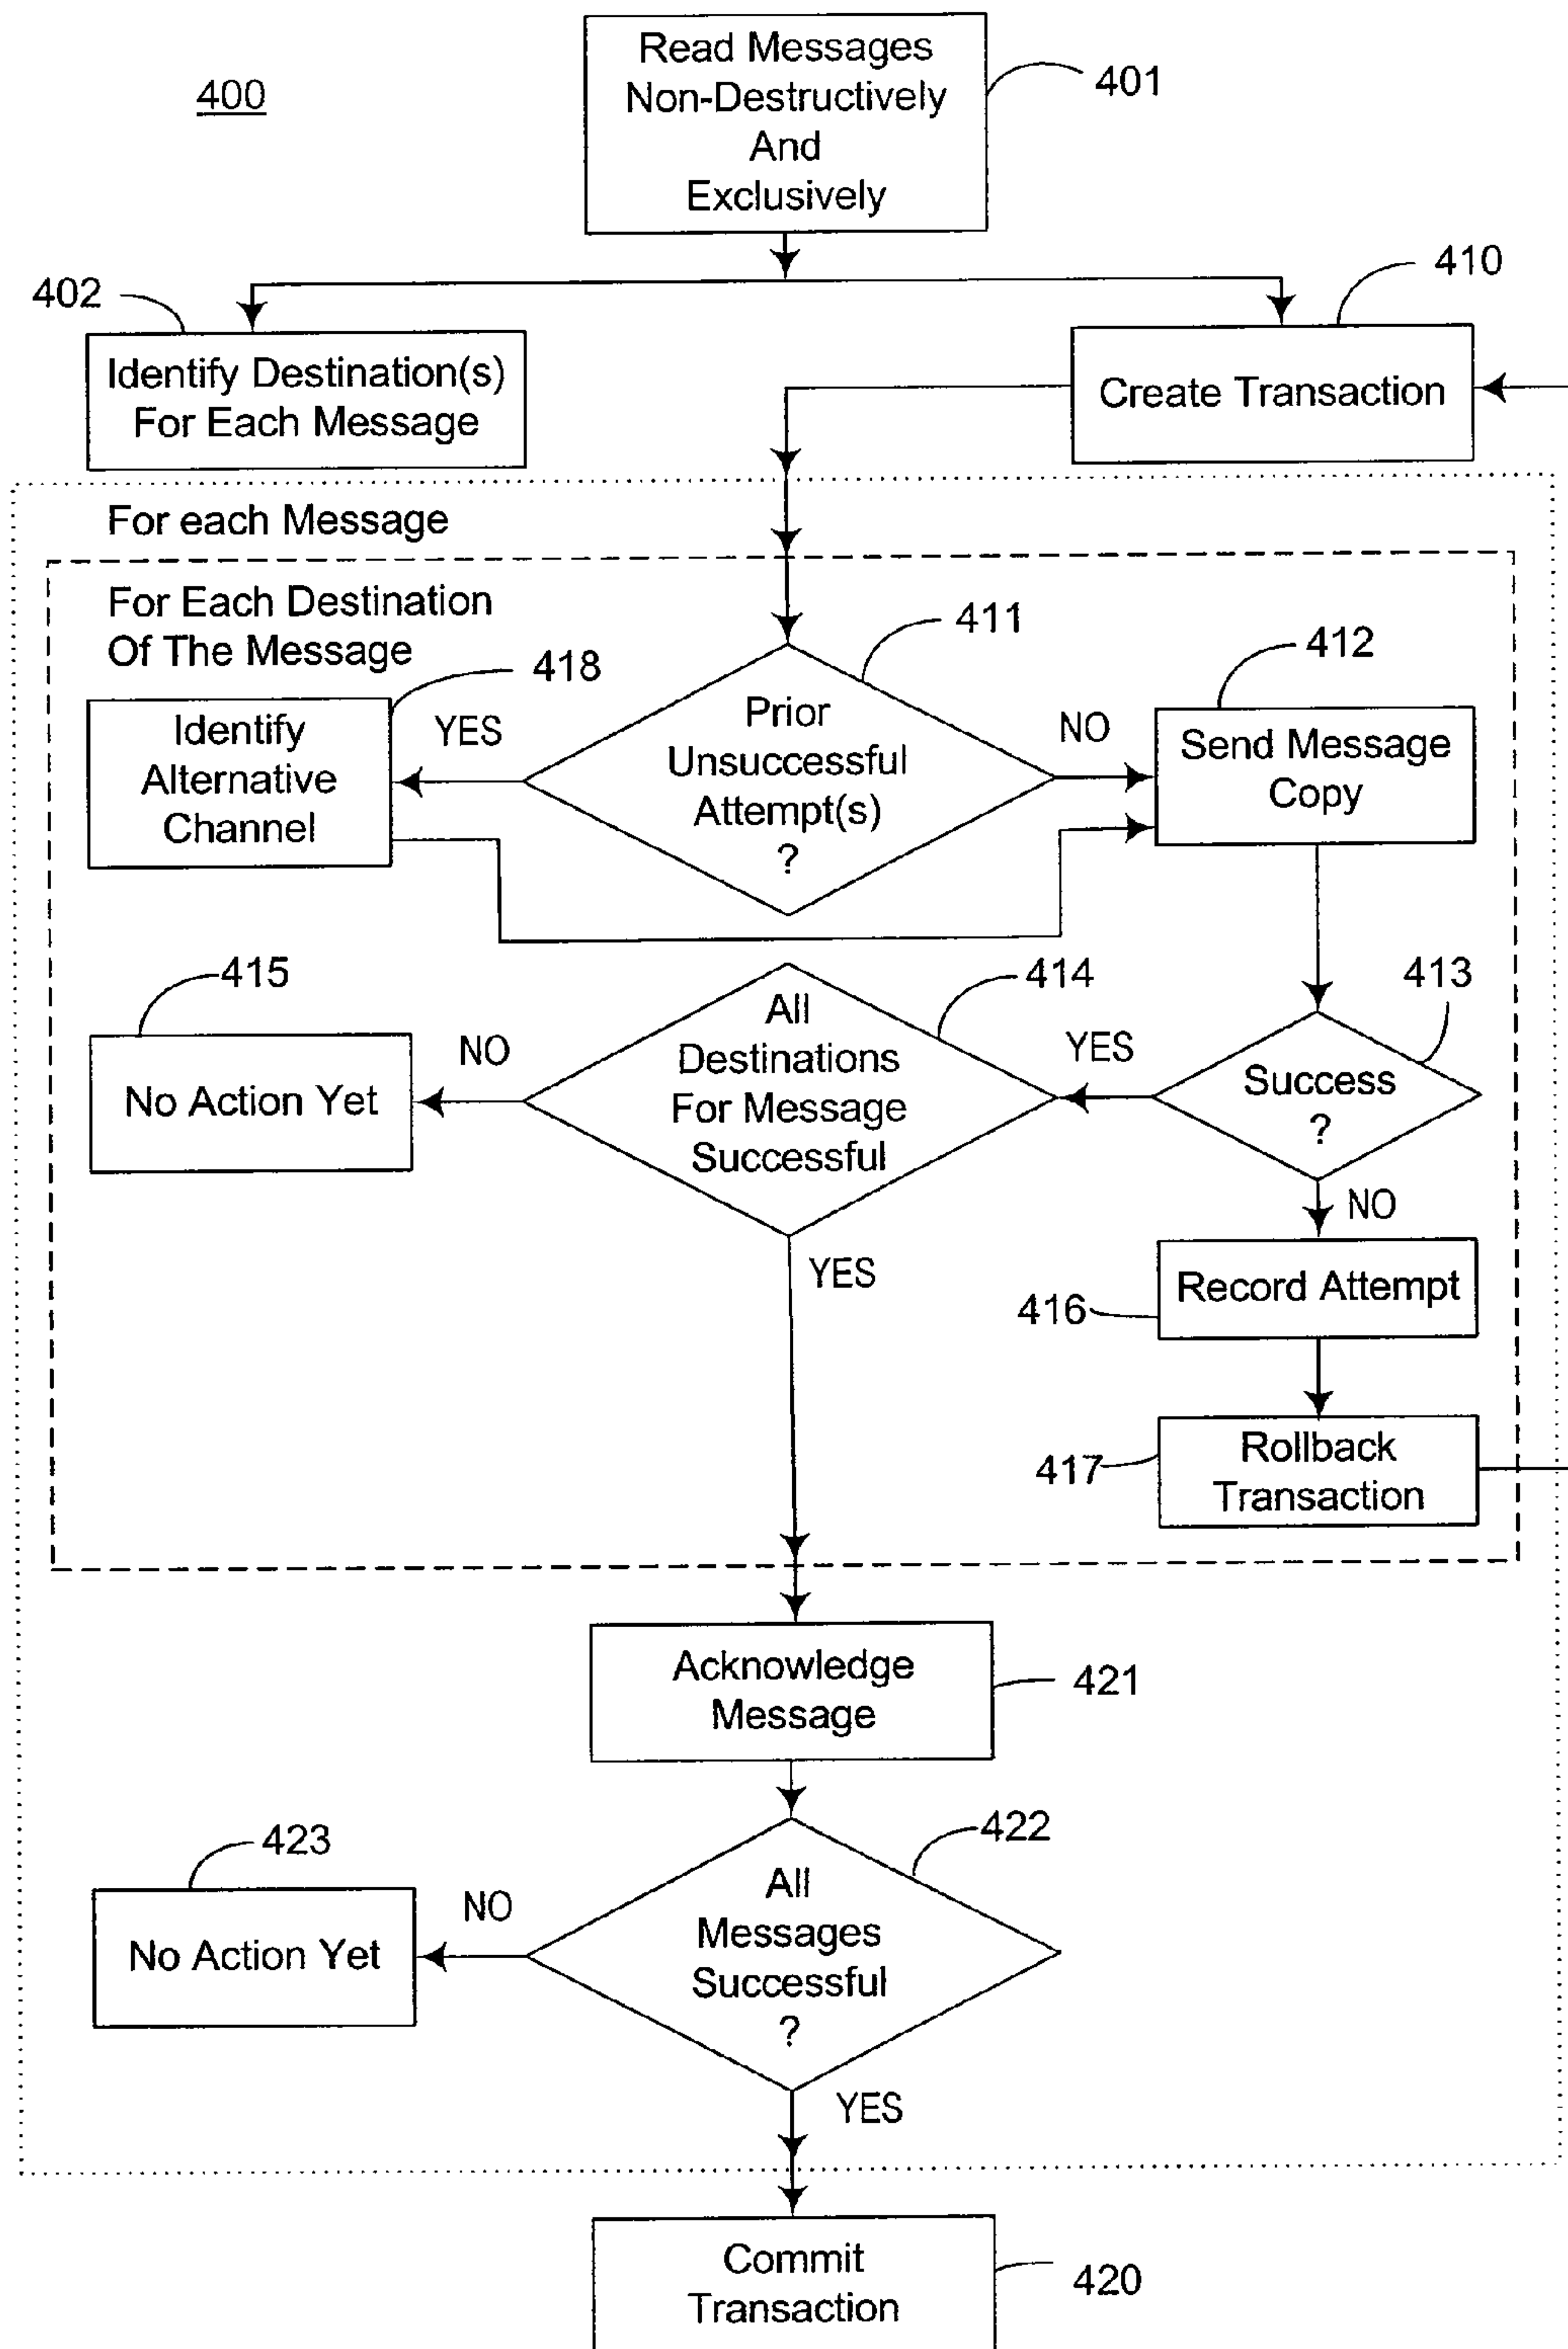 400
Read Messages
Non-Destructively
And
Exclusively
401
402
Identify Destination(s)
For Each Message
410
Create Transaction
For each Message
For Each Destination
Of The Message
418
Identify
Alternative
Channel
YES
411
Prior
Unsuccessful
Attempt(s)
?
NO
412
Send Message
Copy
415
No Action Yet
NO
414
All
Destinations
For Message
Successful
YES
413
Success
?
YES
NO
416
Record Attempt
417
Rollback
Transaction
Acknowledge
Message
421
423
No Action Yet
NO
422
All
Messages
Successful
?
YES
Commit
Transaction
420